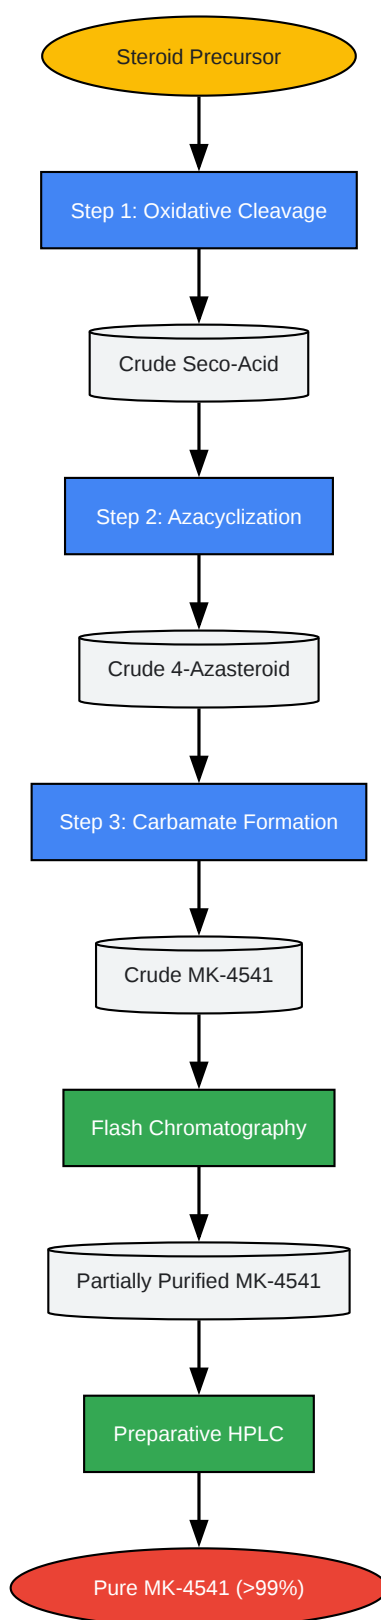 Steroid Precursor
Step 1: Oxidative Cleavage
Crude Seco-Acid
Step 2: Azacyclization
Crude 4-Azasteroid
Step 3: Carbamate Formation
Crude MK-4541
Flash Chromatography
Partially Purified MK-4541
Preparative HPLC
Pure MK-4541 (>99%)